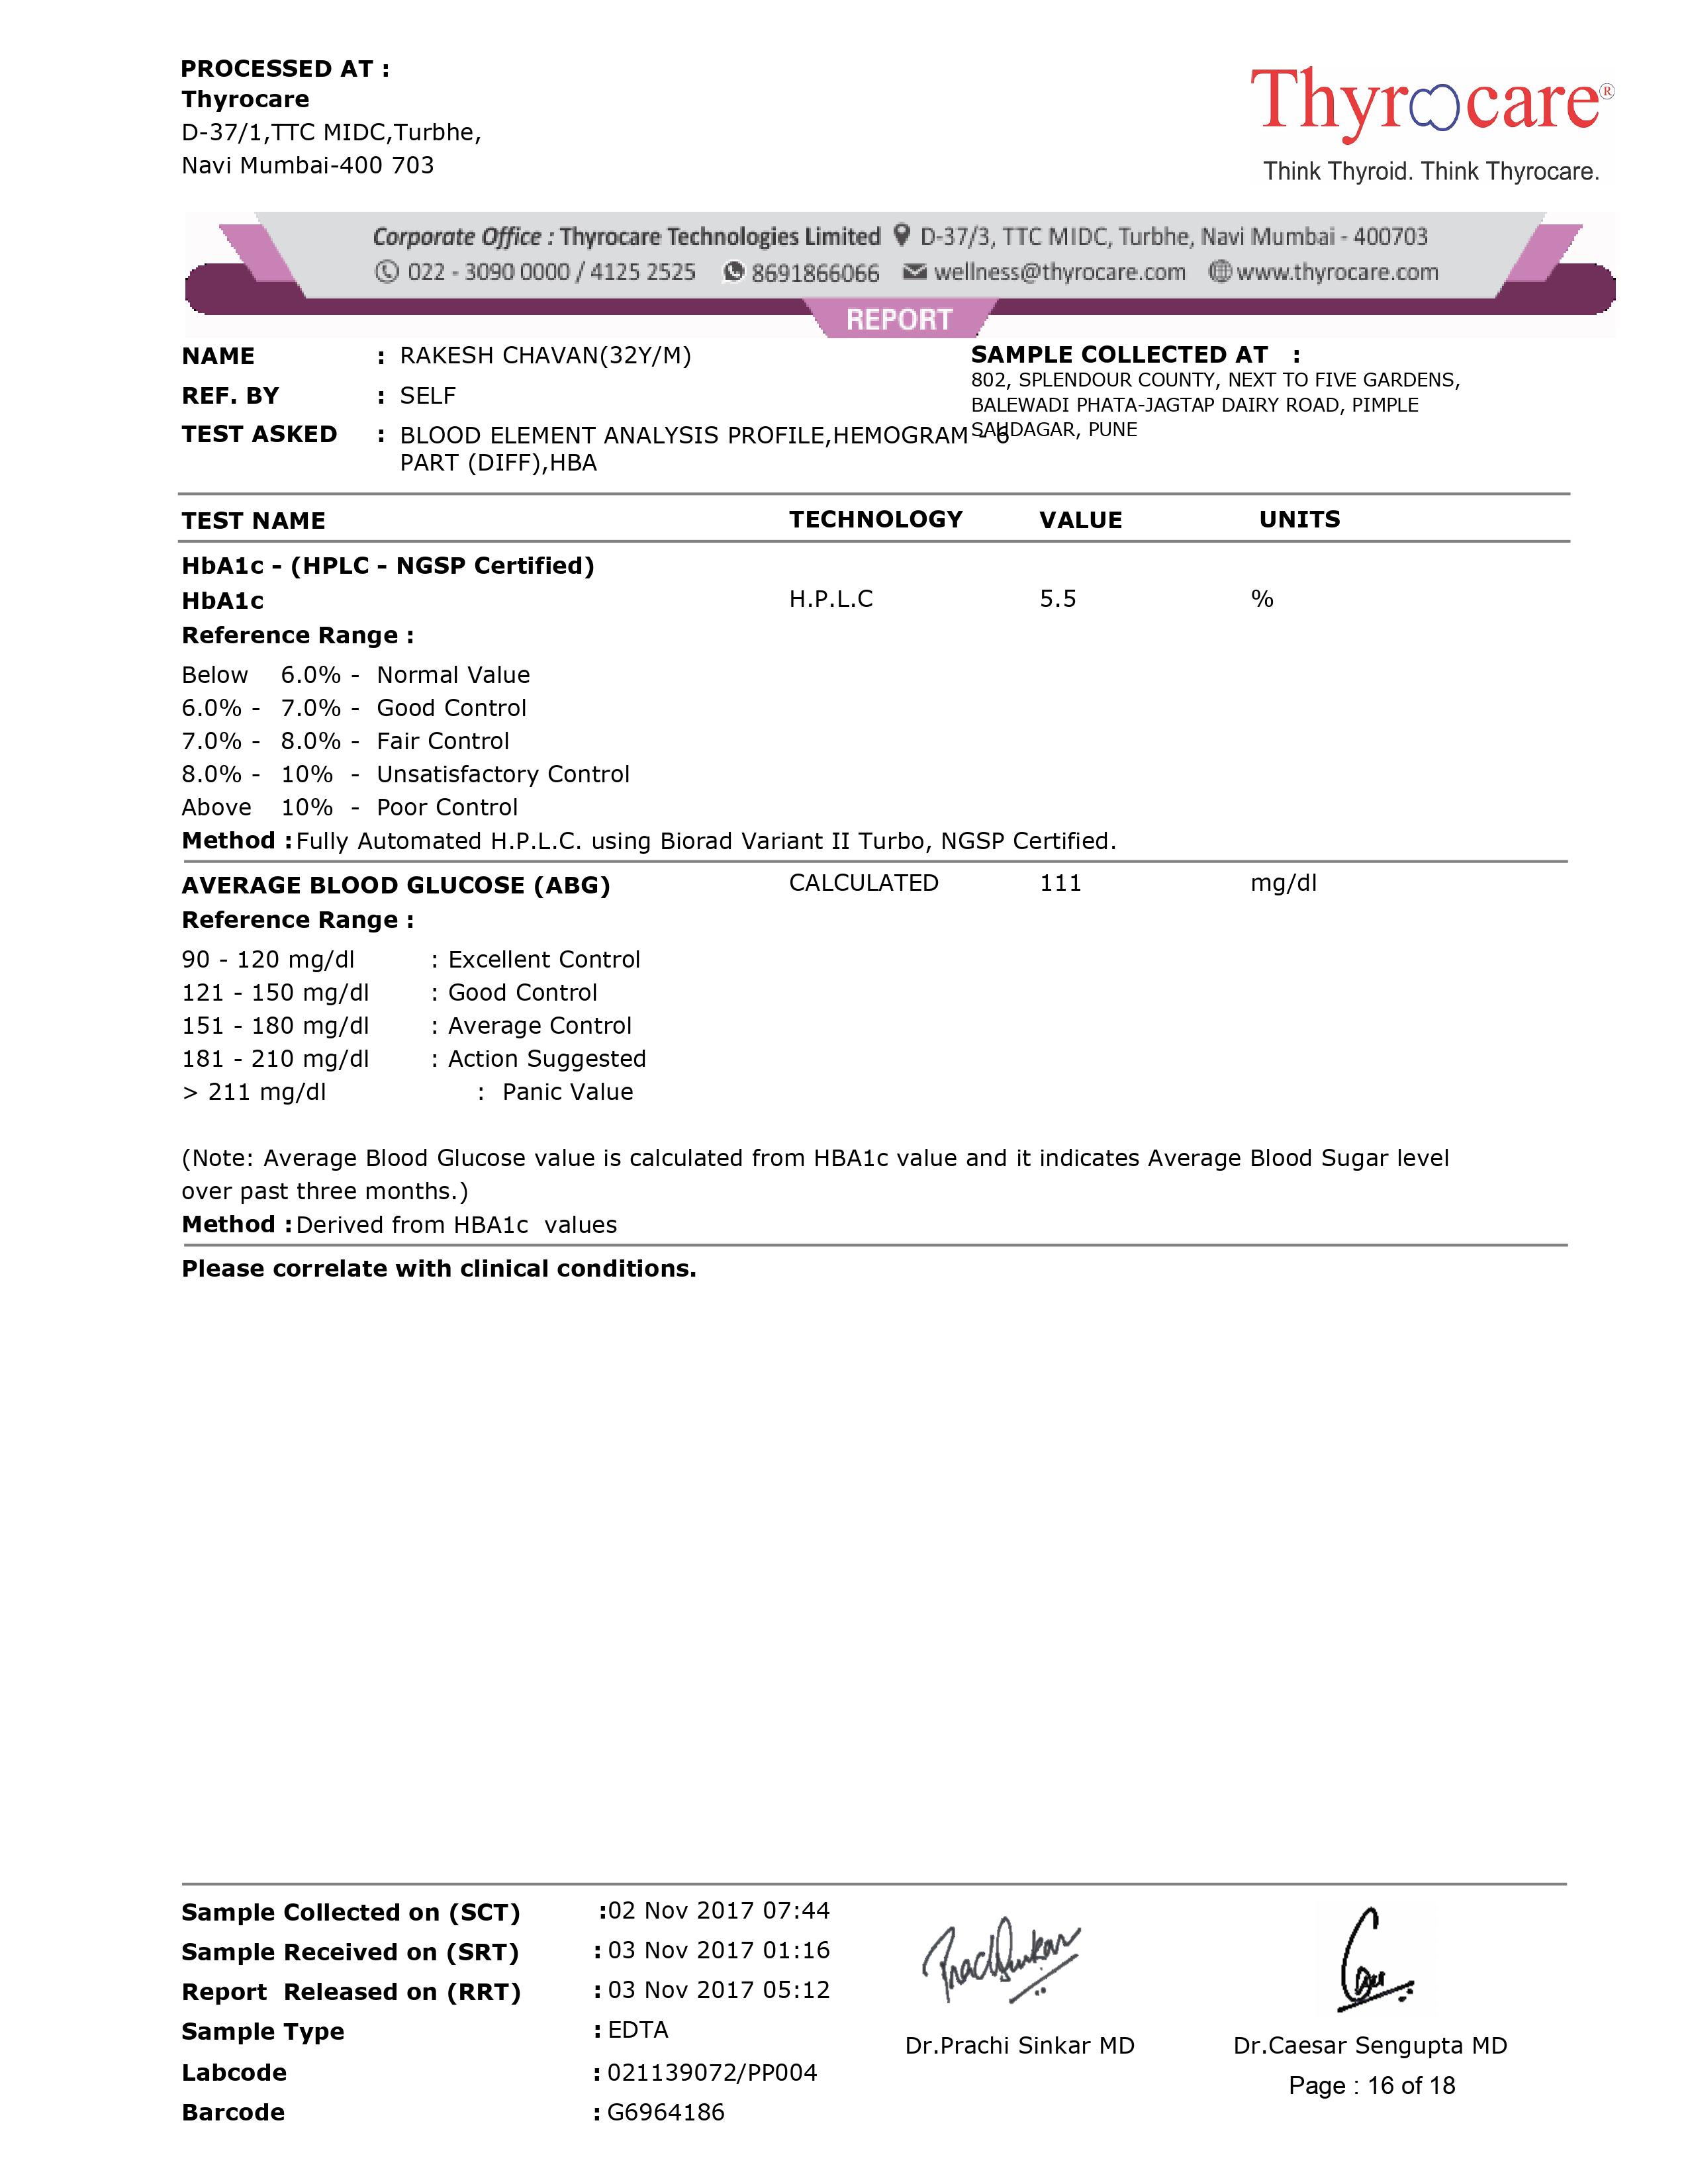 PROCESSED AT :
Thyrocare
D-37/1,TTC MIDC,Turbhe,
Navi Mumbai-400 703
Thyrocare®
Think Thyroid. Think Thyrocare.
Corporate Office : Thyrocare Technologies Limited D-37/3, TTC MIDC, Turbhe, Navi Mumbai - 400703
022 - 3090 0000 / 4125 2525 8691866066 wellness@thyrocare.com www.thyrocare.com
REPORT
NAME : RAKESH CHAVAN(32Y/M)
REF. BY : SELF
TEST ASKED : BLOOD ELEMENT ANALYSIS PROFILE,HEMOGRAM - 6
PART (DIFF),HBA
SAMPLE COLLECTED AT :
802, SPLENDOUR COUNTY, NEXT TO FIVE GARDENS,
BALEWADI PHATA-JAGTAP DAIRY ROAD, PIMPLE
SAUDAGAR, PUNE
TEST NAME TECHNOLOGY VALUE UNITS
HbA1c - (HPLC - NGSP Certified)
HbA1c H.P.L.C 5.5 %
Reference Range :
Below 6.0% - Normal Value
6.0% - 7.0% - Good Control
7.0% - 8.0% - Fair Control
8.0% - 10% - Unsatisfactory Control
Above 10% - Poor Control
Method : Fully Automated H.P.L.C. using Biorad Variant II Turbo, NGSP Certified.
AVERAGE BLOOD GLUCOSE (ABG) CALCULATED 111 mg/dl
Reference Range :
90 - 120 mg/dl : Excellent Control
121 - 150 mg/dl : Good Control
151 - 180 mg/dl : Average Control
181 - 210 mg/dl : Action Suggested
> 211 mg/dl : Panic Value
(Note: Average Blood Glucose value is calculated from HBA1c value and it indicates Average Blood Sugar level
over past three months.)
Method : Derived from HBA1c values
Please correlate with clinical conditions.
Sample Collected on (SCT) :02 Nov 2017 07:44
Sample Received on (SRT) : 03 Nov 2017 01:16
Report Released on (RRT) : 03 Nov 2017 05:12
Sample Type : EDTA
Labcode : 021139072/PP004
Barcode : G6964186
Dr.Prachi Sinkar MD
Dr.Caesar Sengupta MD
Page : 16 of 18